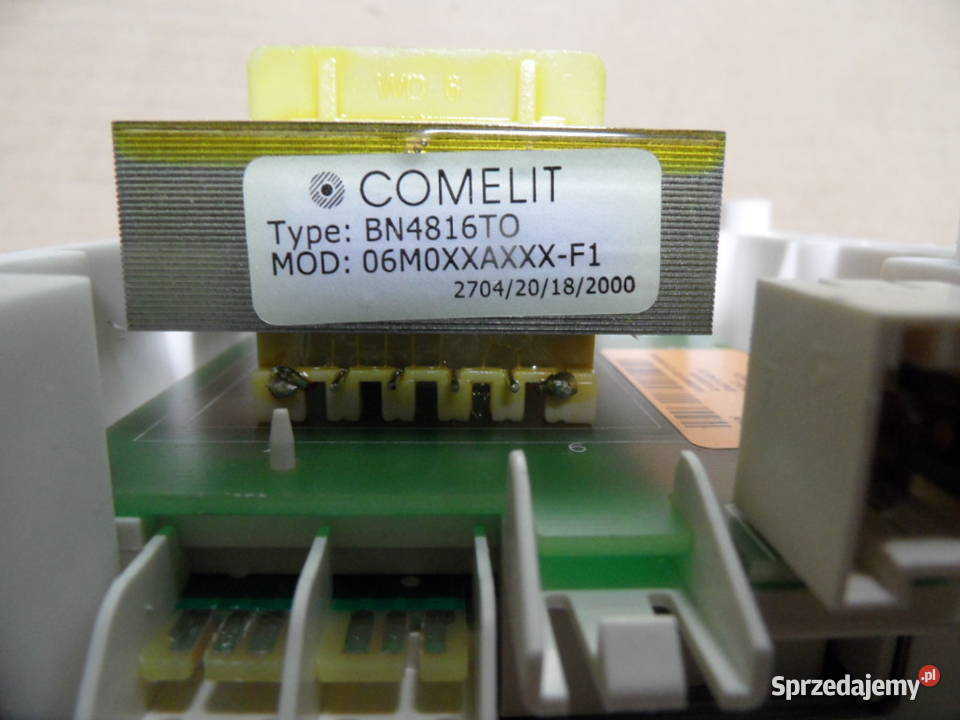 WD 6
COMELIT
Type: BN4816TO
MOD: 06M0XXAXXX-F1
2704/20/18/2000
6
Sprzedajemy.pl